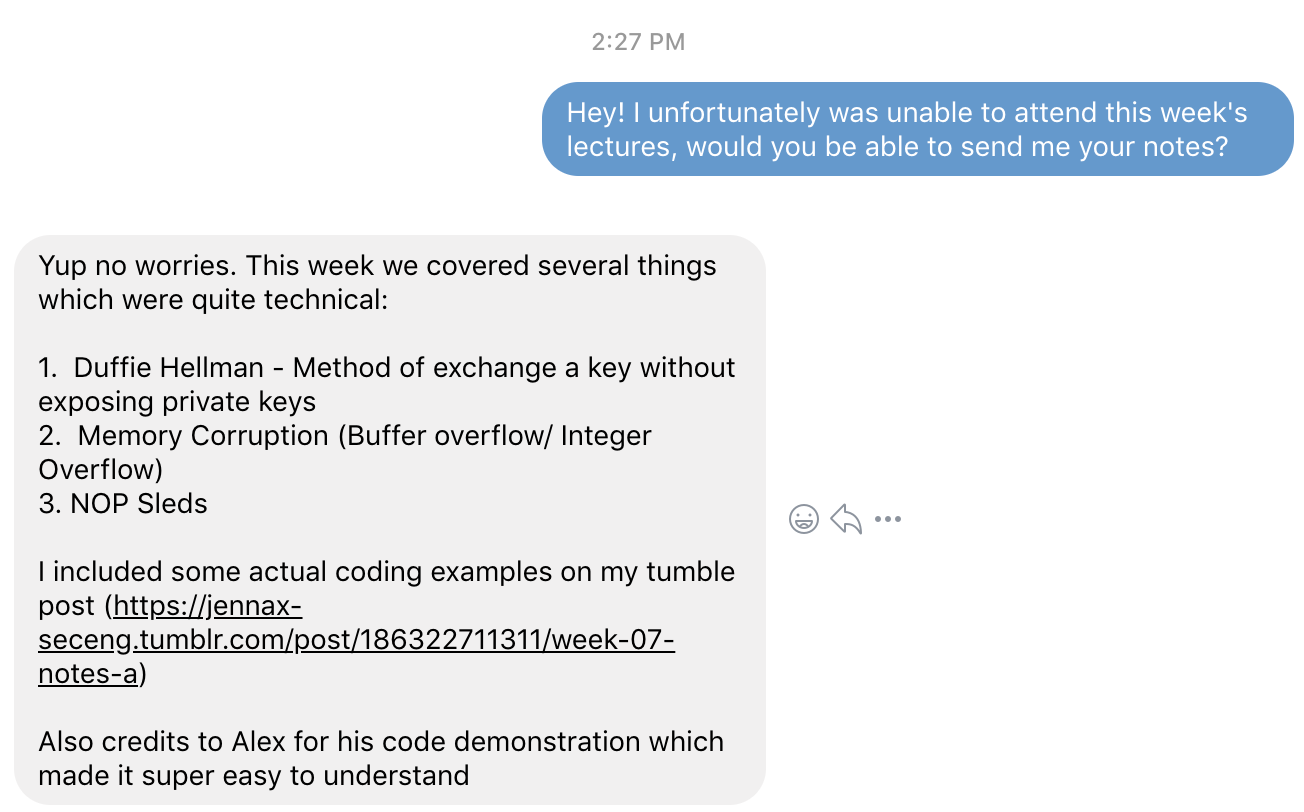 2:27 PM
Hey! I unfortunately was unable to attend this week's
lectures, would you be able to send me your notes?
Yup no worries. This week we covered several things
which were quite technical:
1.  Duffie Hellman - Method of exchange a key without
exposing private keys
2.  Memory Corruption (Buffer overflow/ Integer
Overflow)
3. NOP Sleds
I included some actual coding examples on my tumble
post (https://jennax-
seceng.tumblr.com/post/186322711311/week-07-
notes-a)
Also credits to Alex for his code demonstration which
made it super easy to understand